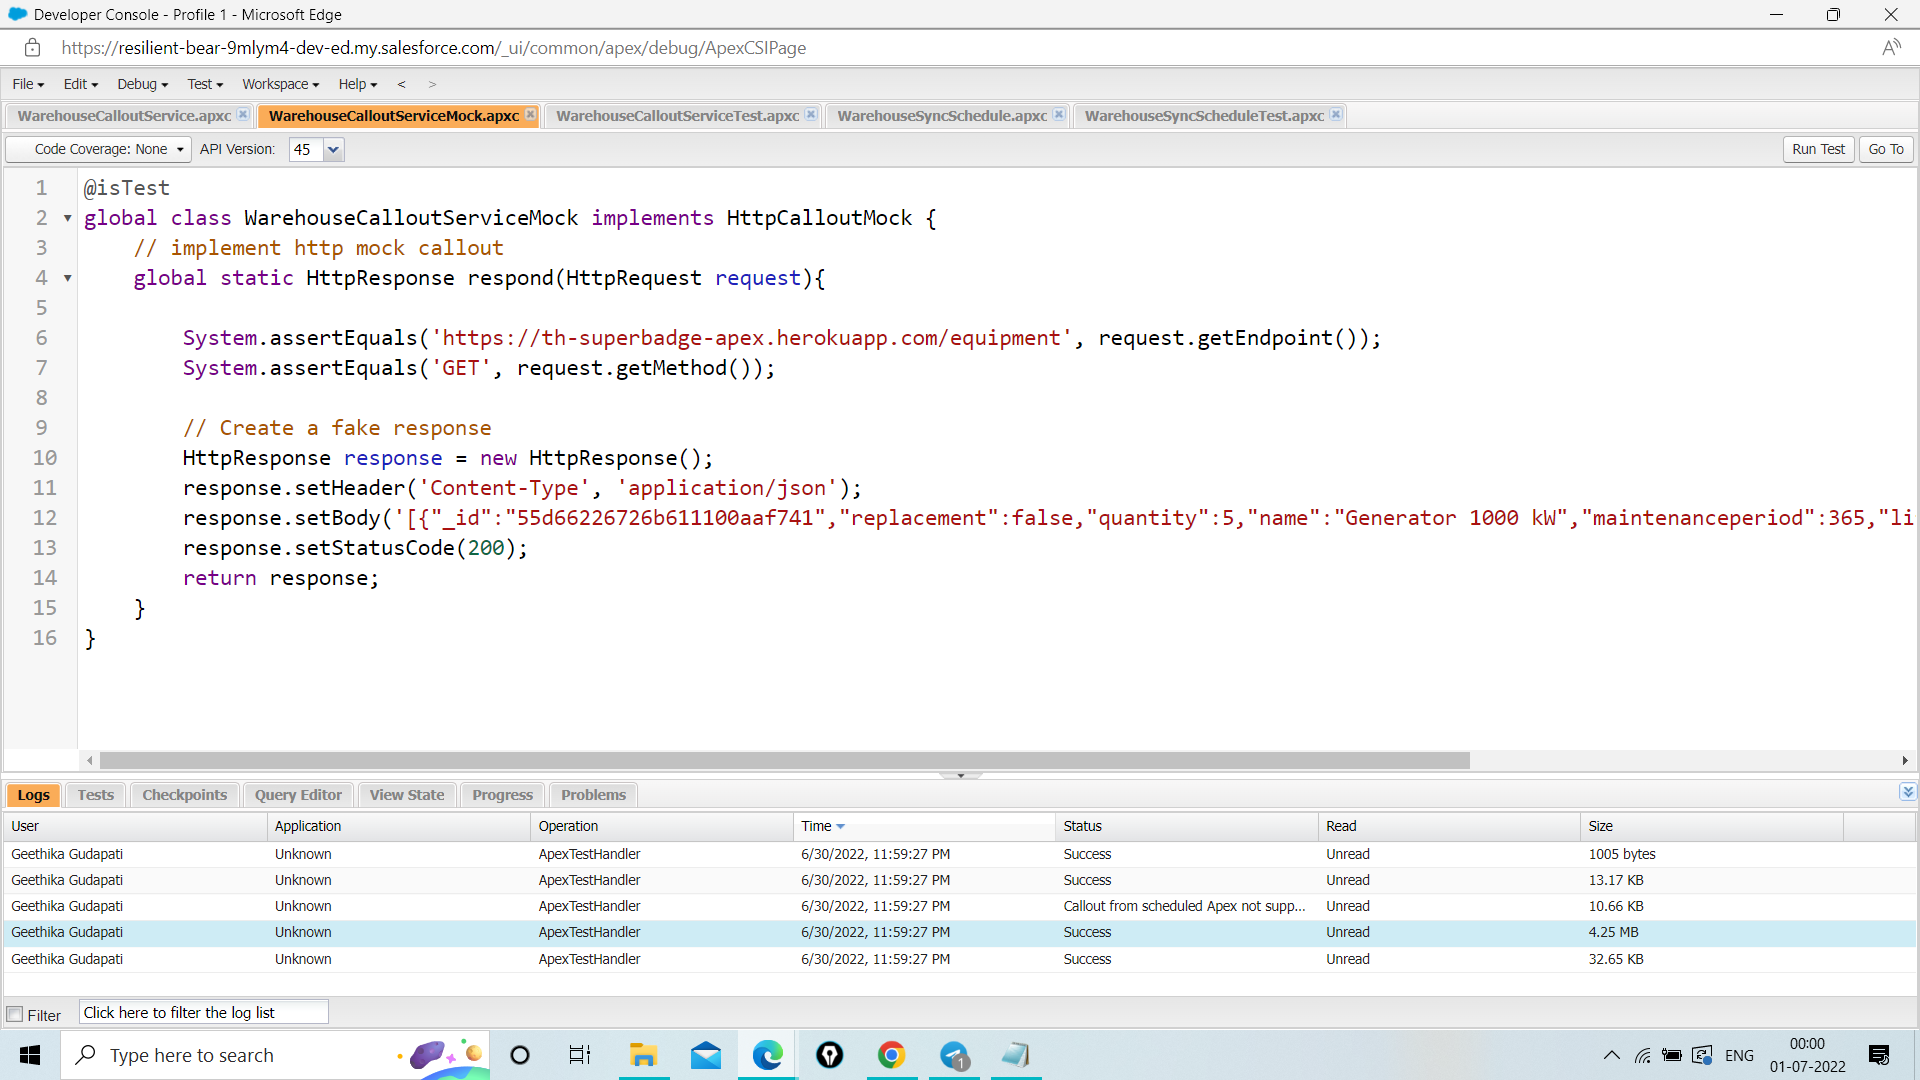 Developer Console - Profile 1 - Microsoft Edge
https://resilient-bear-9mlym4-dev-ed.my.salesforce.com/_ui/common/apex/debug/ApexCSIPage
File Edit Debug Test Workspace Help < >
WarehouseCalloutService.apxc WarehouseCalloutServiceMock.apxc WarehouseCalloutServiceTest.apxc WarehouseSyncSchedule.apxc WarehouseSyncScheduleTest.apxc
Code Coverage: None API Version: 45 Run Test Go To
1 @isTest
2 global class WarehouseCalloutServiceMock implements HttpCalloutMock {
3 // implement http mock callout
4 global static HttpResponse respond(HttpRequest request){
5
6 System.assertEquals('https://th-superbadge-apex.herokuapp.com/equipment', request.getEndpoint());
7 System.assertEquals('GET', request.getMethod());
8
9 // Create a fake response
10 HttpResponse response = new HttpResponse();
11 response.setHeader('Content-Type', 'application/json');
12 response.setBody('[{"_id":"55d66226726b611100aaf741","replacement":false,"quantity":5,"name":"Generator 1000 kW","maintenanceperiod":365,"li
13 response.setStatusCode(200);
14 return response;
15 }
16 }
Logs Tests Checkpoints Query Editor View State Progress Problems
User Application Operation Time Status Read Size
Geethika Gudapati Unknown ApexTestHandler 6/30/2022, 11:59:27 PM Success Unread 1005 bytes
Geethika Gudapati Unknown ApexTestHandler 6/30/2022, 11:59:27 PM Success Unread 13.17 KB
Geethika Gudapati Unknown ApexTestHandler 6/30/2022, 11:59:27 PM Callout from scheduled Apex not supp... Unread 10.66 KB
Geethika Gudapati Unknown ApexTestHandler 6/30/2022, 11:59:27 PM Success Unread 4.25 MB
Geethika Gudapati Unknown ApexTestHandler 6/30/2022, 11:59:27 PM Success Unread 32.65 KB
Filter Click here to filter the log list
Type here to search 1 ENG 00:00
01-07-2022